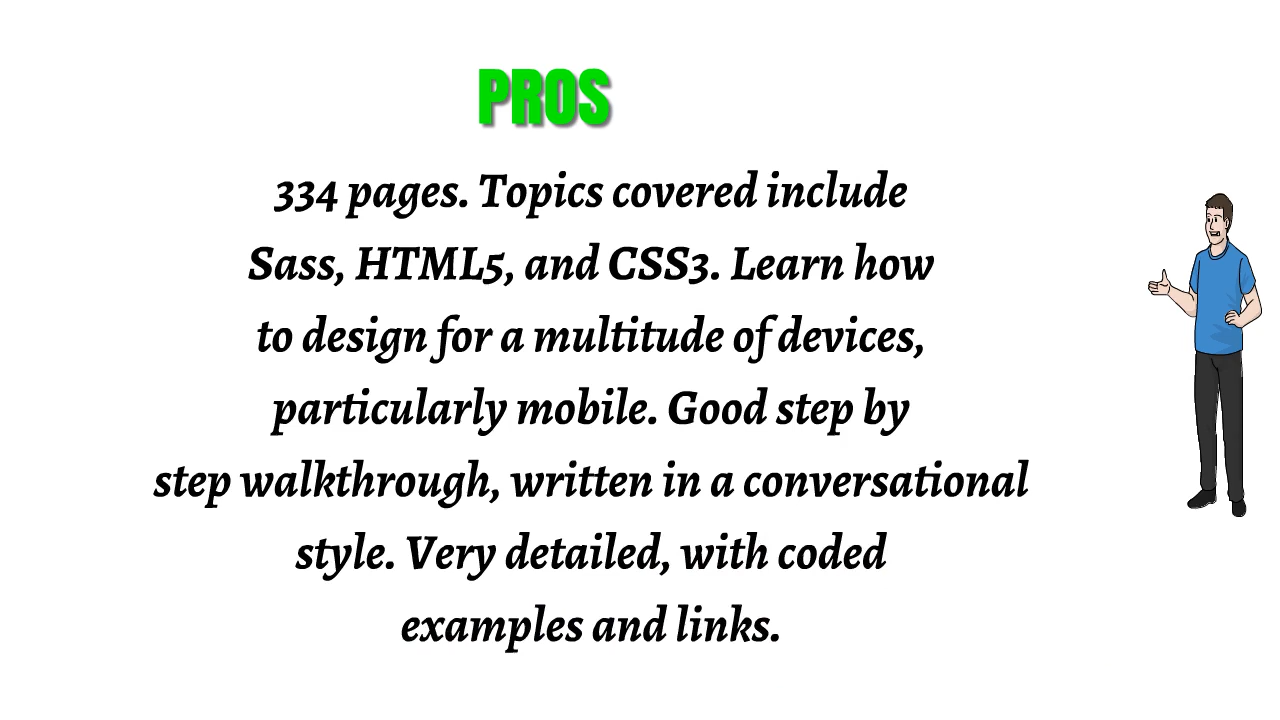 PROS
334 pages. Topics covered include
Sass, HTML5, and CSS3. Learn how
to design for a multitude of devices,
particularly mobile. Good step by
step walkthrough, written in a conversational
style. Very detailed, with coded
examples and links.